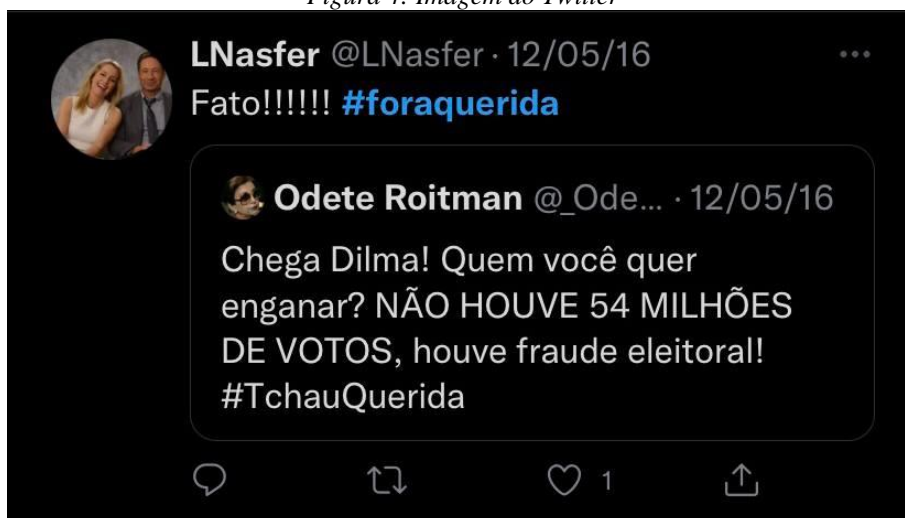 Figura 4: Imagem do Twitter
LNasfer @LNasfer · 12/05/16
Fato!!!!!! #foraquerida
Odete Roitman @_Ode... · 12/05/16
Chega Dilma! Quem você quer
enganar? NÃO HOUVE 54 MILHÕES
DE VOTOS, houve fraude eleitoral!
#TchauQuerida
1